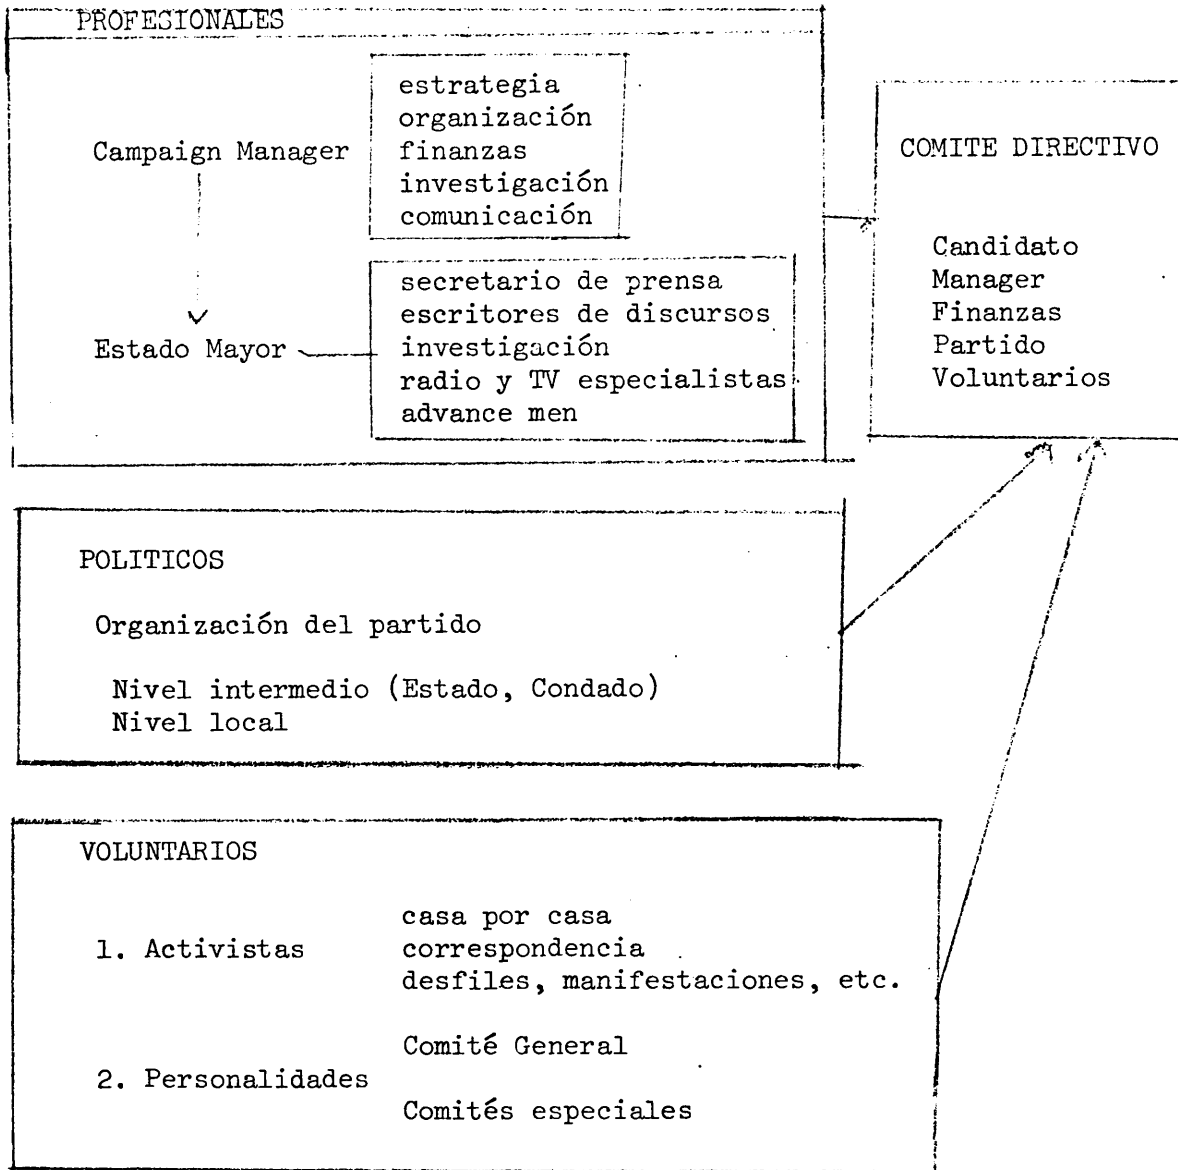 PROFESIONALES
Campaign Manager
estrategia
organización
finanzas
investigación
comunicación
Estado Mayor
secretario de prensa
escritores de discursos
investigación
radio y TV especialistas
advance men
COMITE DIRECTIVO
Candidato
Manager
Finanzas
Partido
Voluntarios
POLITICOS
Organización del partido
Nivel intermedio (Estado, Condado)
Nivel local
VOLUNTARIOS
1. Activistas
casa por casa
correspondencia
desfiles, manifestaciones, etc.
2. Personalidades
Comité General
Comités especiales